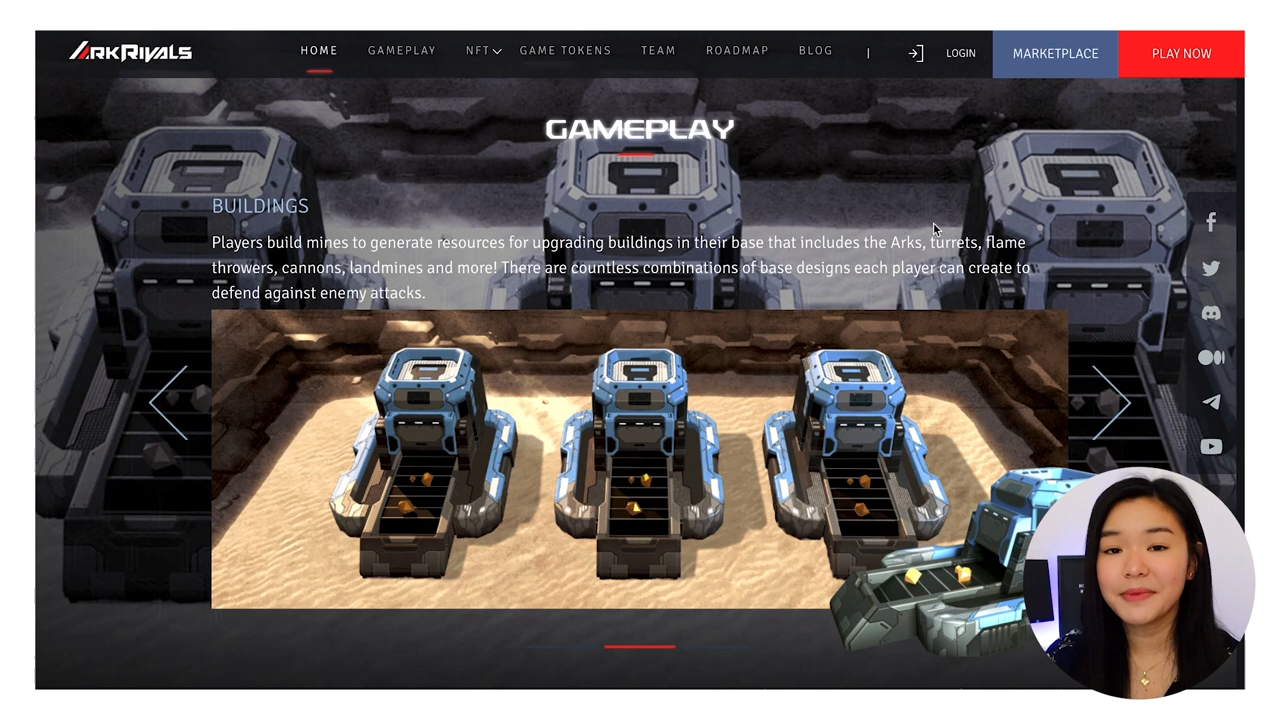 ARKRIVALS
HOME GAMEPLAY NFT GAME TOKENS TEAM ROADMAP BLOG | LOGIN MARKETPLACE PLAY NOW
GAMEPLAY
BUILDINGS
Players build mines to generate resources for upgrading buildings in their base that includes the Arks, turrets, flame
throwers, cannons, landmines and more! There are countless combinations of base designs each player can create to
defend against enemy attacks.